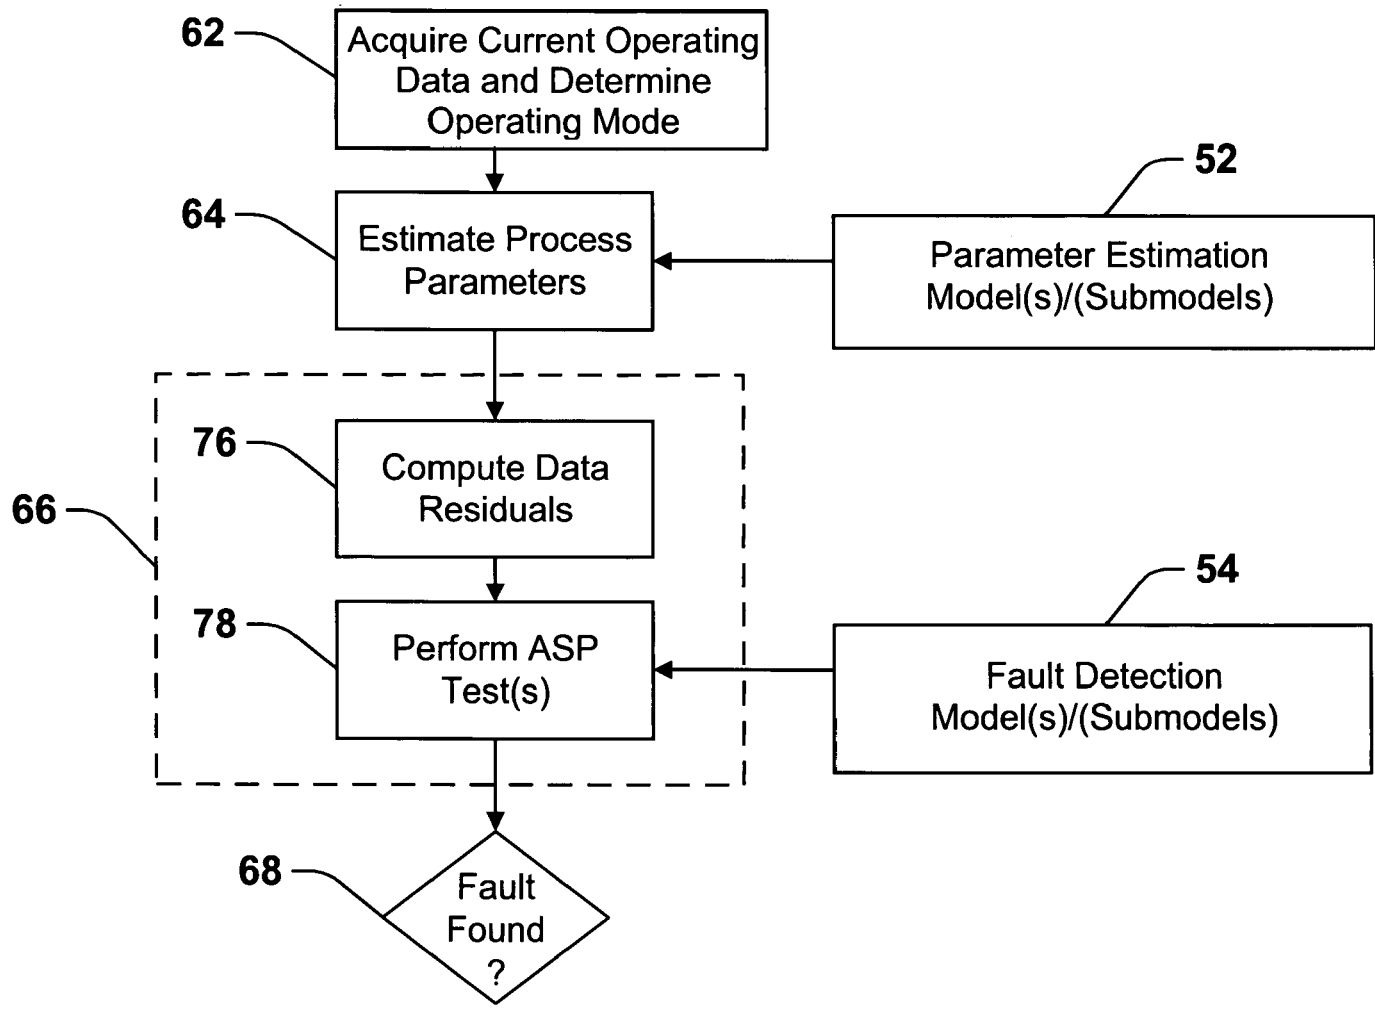 62
Acquire Current Operating
Data and Determine
Operating Mode
64
Estimate Process
Parameters
52
Parameter Estimation
Model(s)/(Submodels)
66
76
Compute Data
Residuals
78
Perform ASP
Test(s)
54
Fault Detection
Model(s)/(Submodels)
68
Fault
Found
?